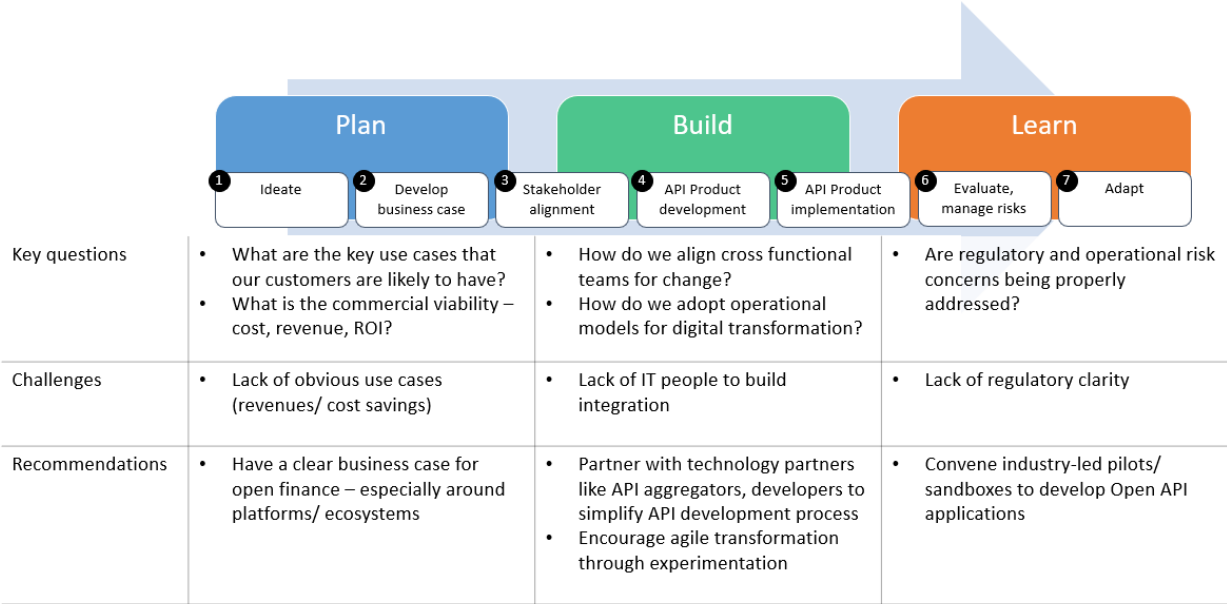 Plan
Build
Learn
1
Ideate
2
Develop
business case
3
Stakeholder
alignment
4
API Product
development
5
API Product
implementation
6
Evaluate,
manage risks
7
Adapt
Key questions
• What are the key use cases that
our customers are likely to have?
• What is the commercial viability –
cost, revenue, ROI?
• How do we align cross functional
teams for change?
• How do we adopt operational
models for digital transformation?
• Are regulatory and operational risk
concerns being properly
addressed?
Challenges
• Lack of obvious use cases
(revenues/ cost savings)
• Lack of IT people to build
integration
• Lack of regulatory clarity
Recommendations
• Have a clear business case for
open finance – especially around
platforms/ ecosystems
• Partner with technology partners
like API aggregators, developers to
simplify API development process
• Encourage agile transformation
through experimentation
• Convene industry-led pilots/
sandboxes to develop Open API
applications